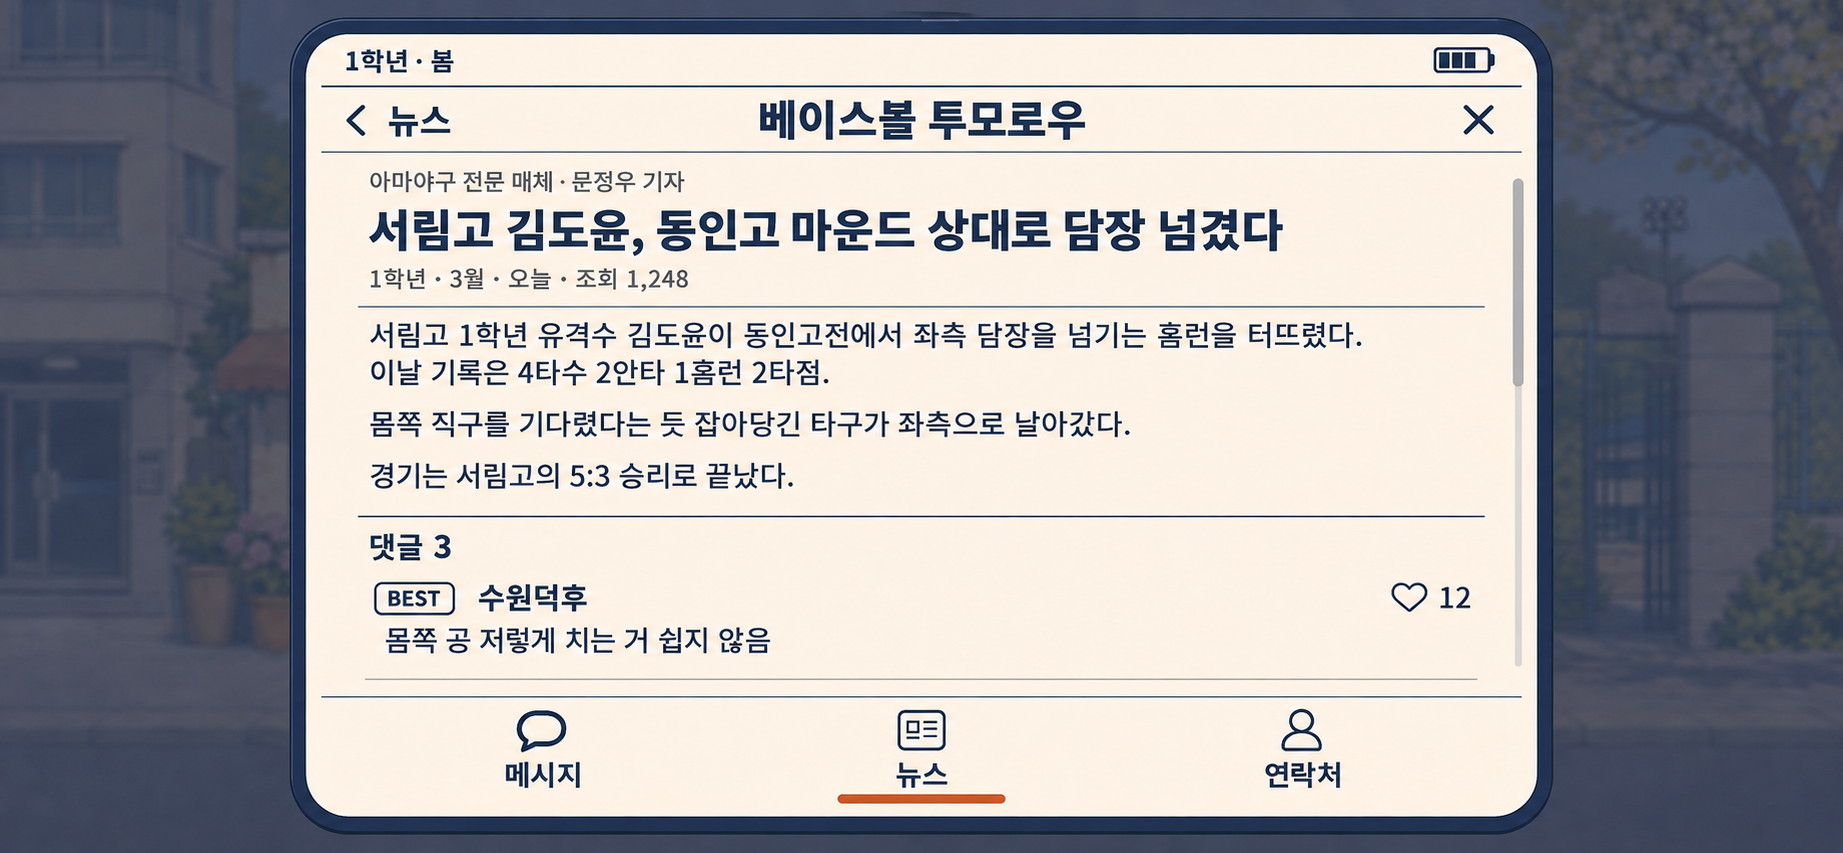 1학년 · 봄
뉴스
베이스볼 투모로우
아마야구 전문 매체 · 문정우 기자
서림고 김도윤, 동인고 마운드 상대로 담장 넘겼다
1학년 · 3월 · 오늘 · 조회 1,248
서림고 1학년 유격수 김도윤이 동인고전에서 좌측 담장을 넘기는 홈런을 터뜨렸다.
이날 기록은 4타수 2안타 1홈런 2타점.
몸쪽 직구를 기다렸다는 듯 잡아당긴 타구가 좌측으로 날아갔다.
경기는 서림고의 5:3 승리로 끝났다.
댓글 3
BEST 수원덕후 12
몸쪽 공 저렇게 치는 거 쉽지 않음
메시지 뉴스 연락처